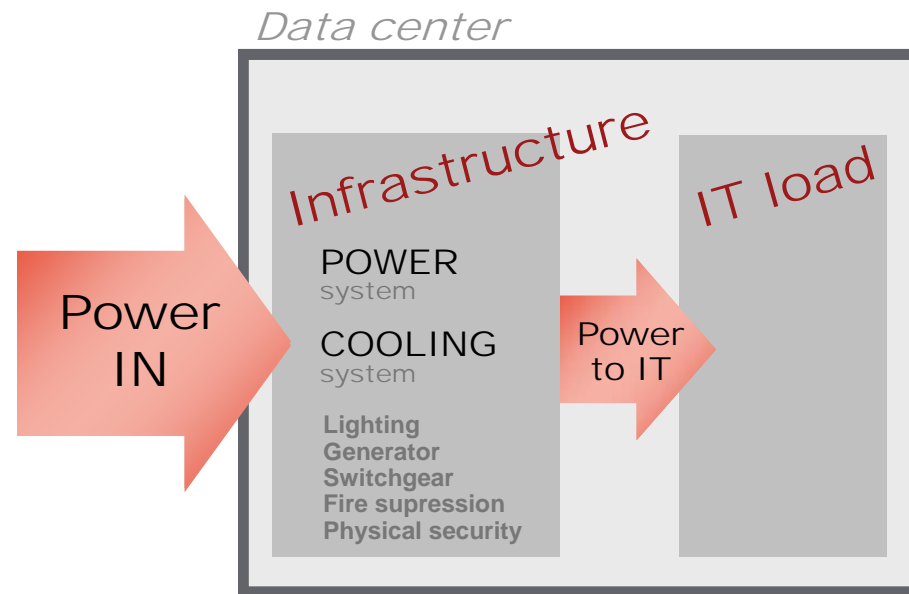 Data center
Infrastructure
IT load
Power
IN
POWER
system
COOLING
system
Lighting
Generator
Switchgear
Fire supression
Physical security
Power
to IT